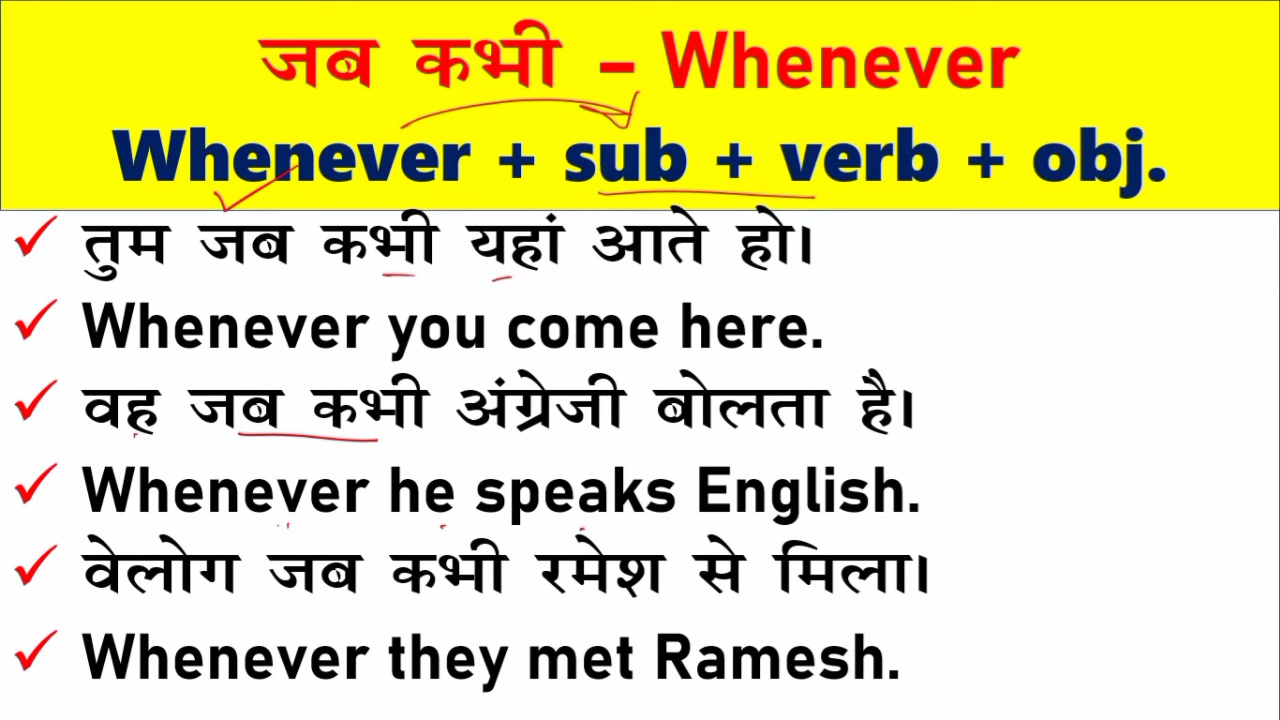 जब कभी – Whenever
Whenever + sub + verb + obj.
तुम जब कभी यहां आते हो।
Whenever you come here.
वह जब कभी अंग्रेजी बोलता है।
Whenever he speaks English.
वेलोग जब कभी रमेश से मिला।
Whenever they met Ramesh.